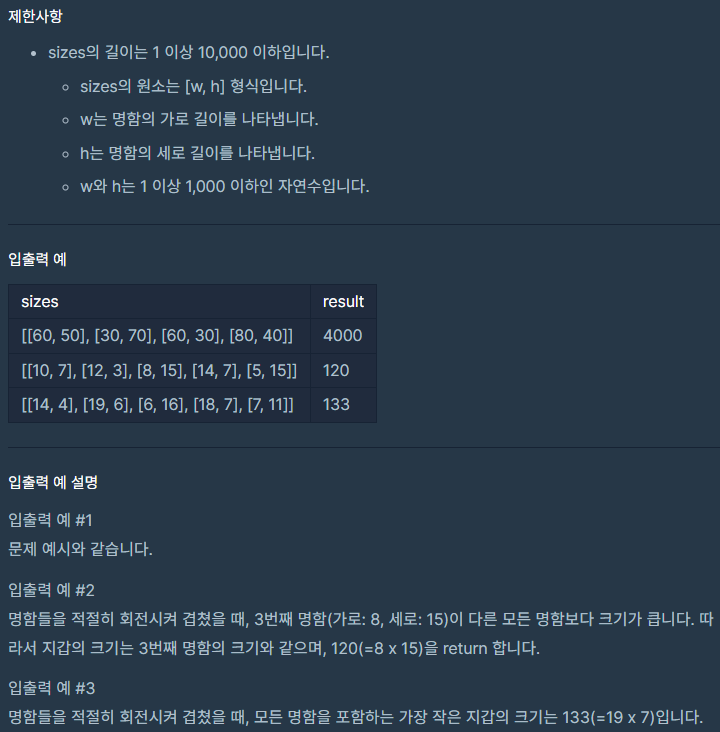 제한사항
sizes의 길이는 1 이상 10,000 이하입니다.
sizes의 원소는 [w, h] 형식입니다.
w는 명함의 가로 길이를 나타냅니다.
h는 명함의 세로 길이를 나타냅니다.
w와 h는 1 이상 1,000 이하인 자연수입니다.
입출력 예
sizes result
[[60, 50], [30, 70], [60, 30], [80, 40]] 4000
[[10, 7], [12, 3], [8, 15], [14, 7], [5, 15]] 120
[[14, 4], [19, 6], [6, 16], [18, 7], [7, 11]] 133
입출력 예 설명
입출력 예 #1
문제 예시와 같습니다.
입출력 예 #2
명함들을 적절히 회전시켜 겹쳤을 때, 3번째 명함(가로: 8, 세로: 15)이 다른 모든 명함보다 크기가 큽니다. 따
라서 지갑의 크기는 3번째 명함의 크기와 같으며, 120(=8 x 15)을 return 합니다.
입출력 예 #3
명함들을 적절히 회전시켜 겹쳤을 때, 모든 명함을 포함하는 가장 작은 지갑의 크기는 133(=19 x 7)입니다.